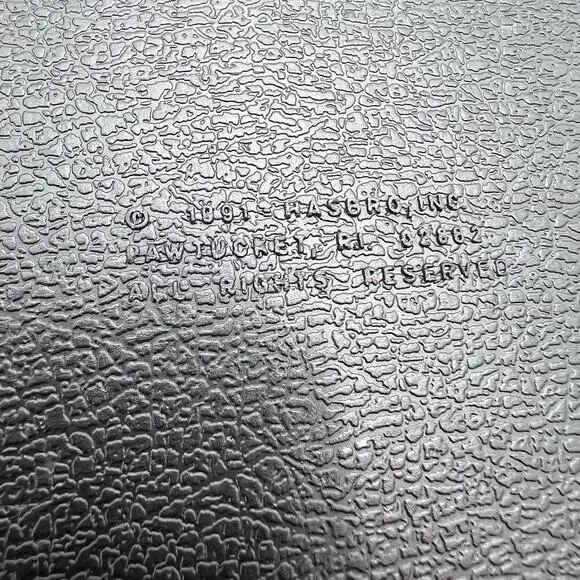 © 1991 HASBRO, INC.
PAWTUCKET, R.I. 02862
ALL RIGHTS RESERVED